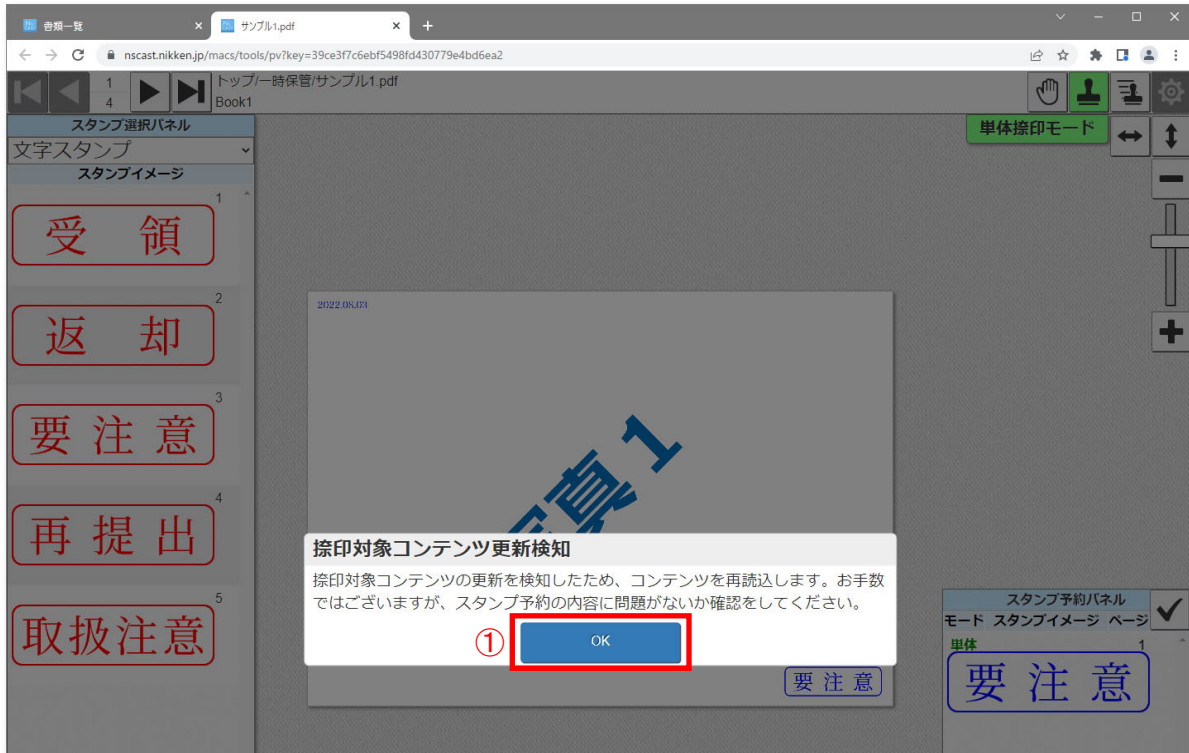 書類一覧
サンプル1.pdf
nscast.nikken.jp/macs/tools/pv?key=39ce3f7c6ebf5498fd430779e4bd6ea2
1
4
トップ/一時保管/サンプル1.pdf
Book1
スタンプ選択パネル
文字スタンプ
スタンプイメージ
1
受 領
2
返 却
3
要 注 意
4
再 提 出
5
取扱注意
単体捺印モード
2022.08.03
真 1
捺印対象コンテンツ更新検知
捺印対象コンテンツの更新を検知したため、コンテンツを再読込します。お手数
ではございますが、スタンプ予約の内容に問題がないか確認をしてください。
①
OK
要 注 意
スタンプ予約パネル
モード スタンプイメージ ページ
単体 1
要 注 意